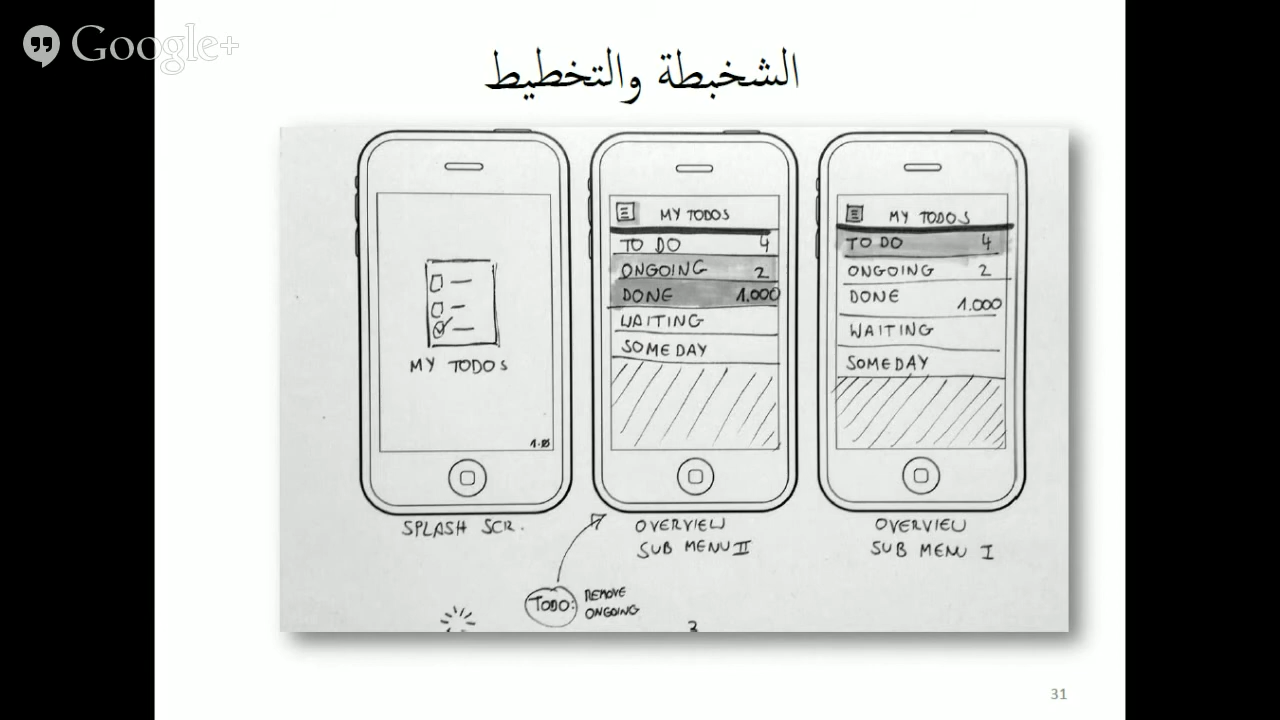 Google+
الشخبطة والتخطيط
MY TODOS
1.0
SPLASH SCR.
MY TODOS
TO DO 4
ONGOING 2
DONE 1.000
WAITING
SOMEDAY
OVERVIEW
SUB MENU II
MY TODOS
TO DO 4
ONGOING 2
DONE 1.000
WAITING
SOMEDAY
OVERVIEW
SUB MENU I
TODO: REMOVE
ONGOING
3
31